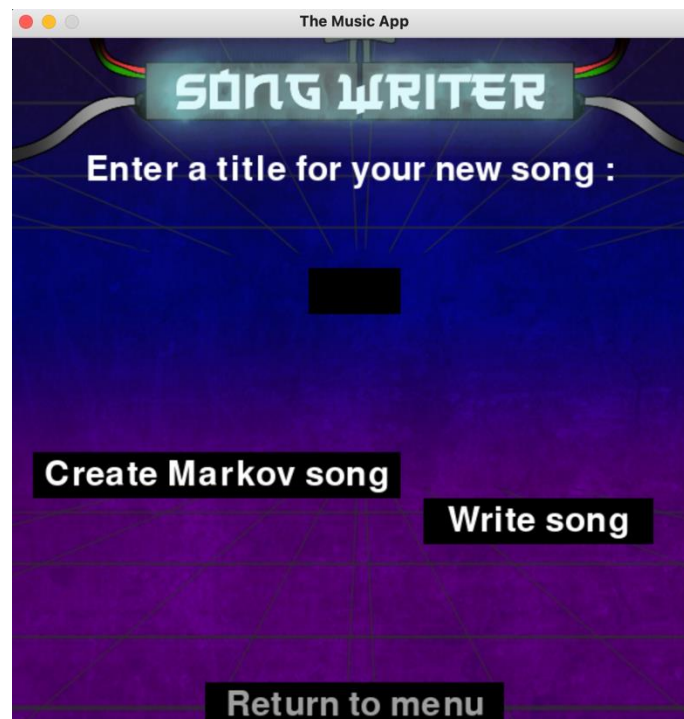 The Music App
SONG WRITER
Enter a title for your new song :
Create Markov song
Write song
Return to menu